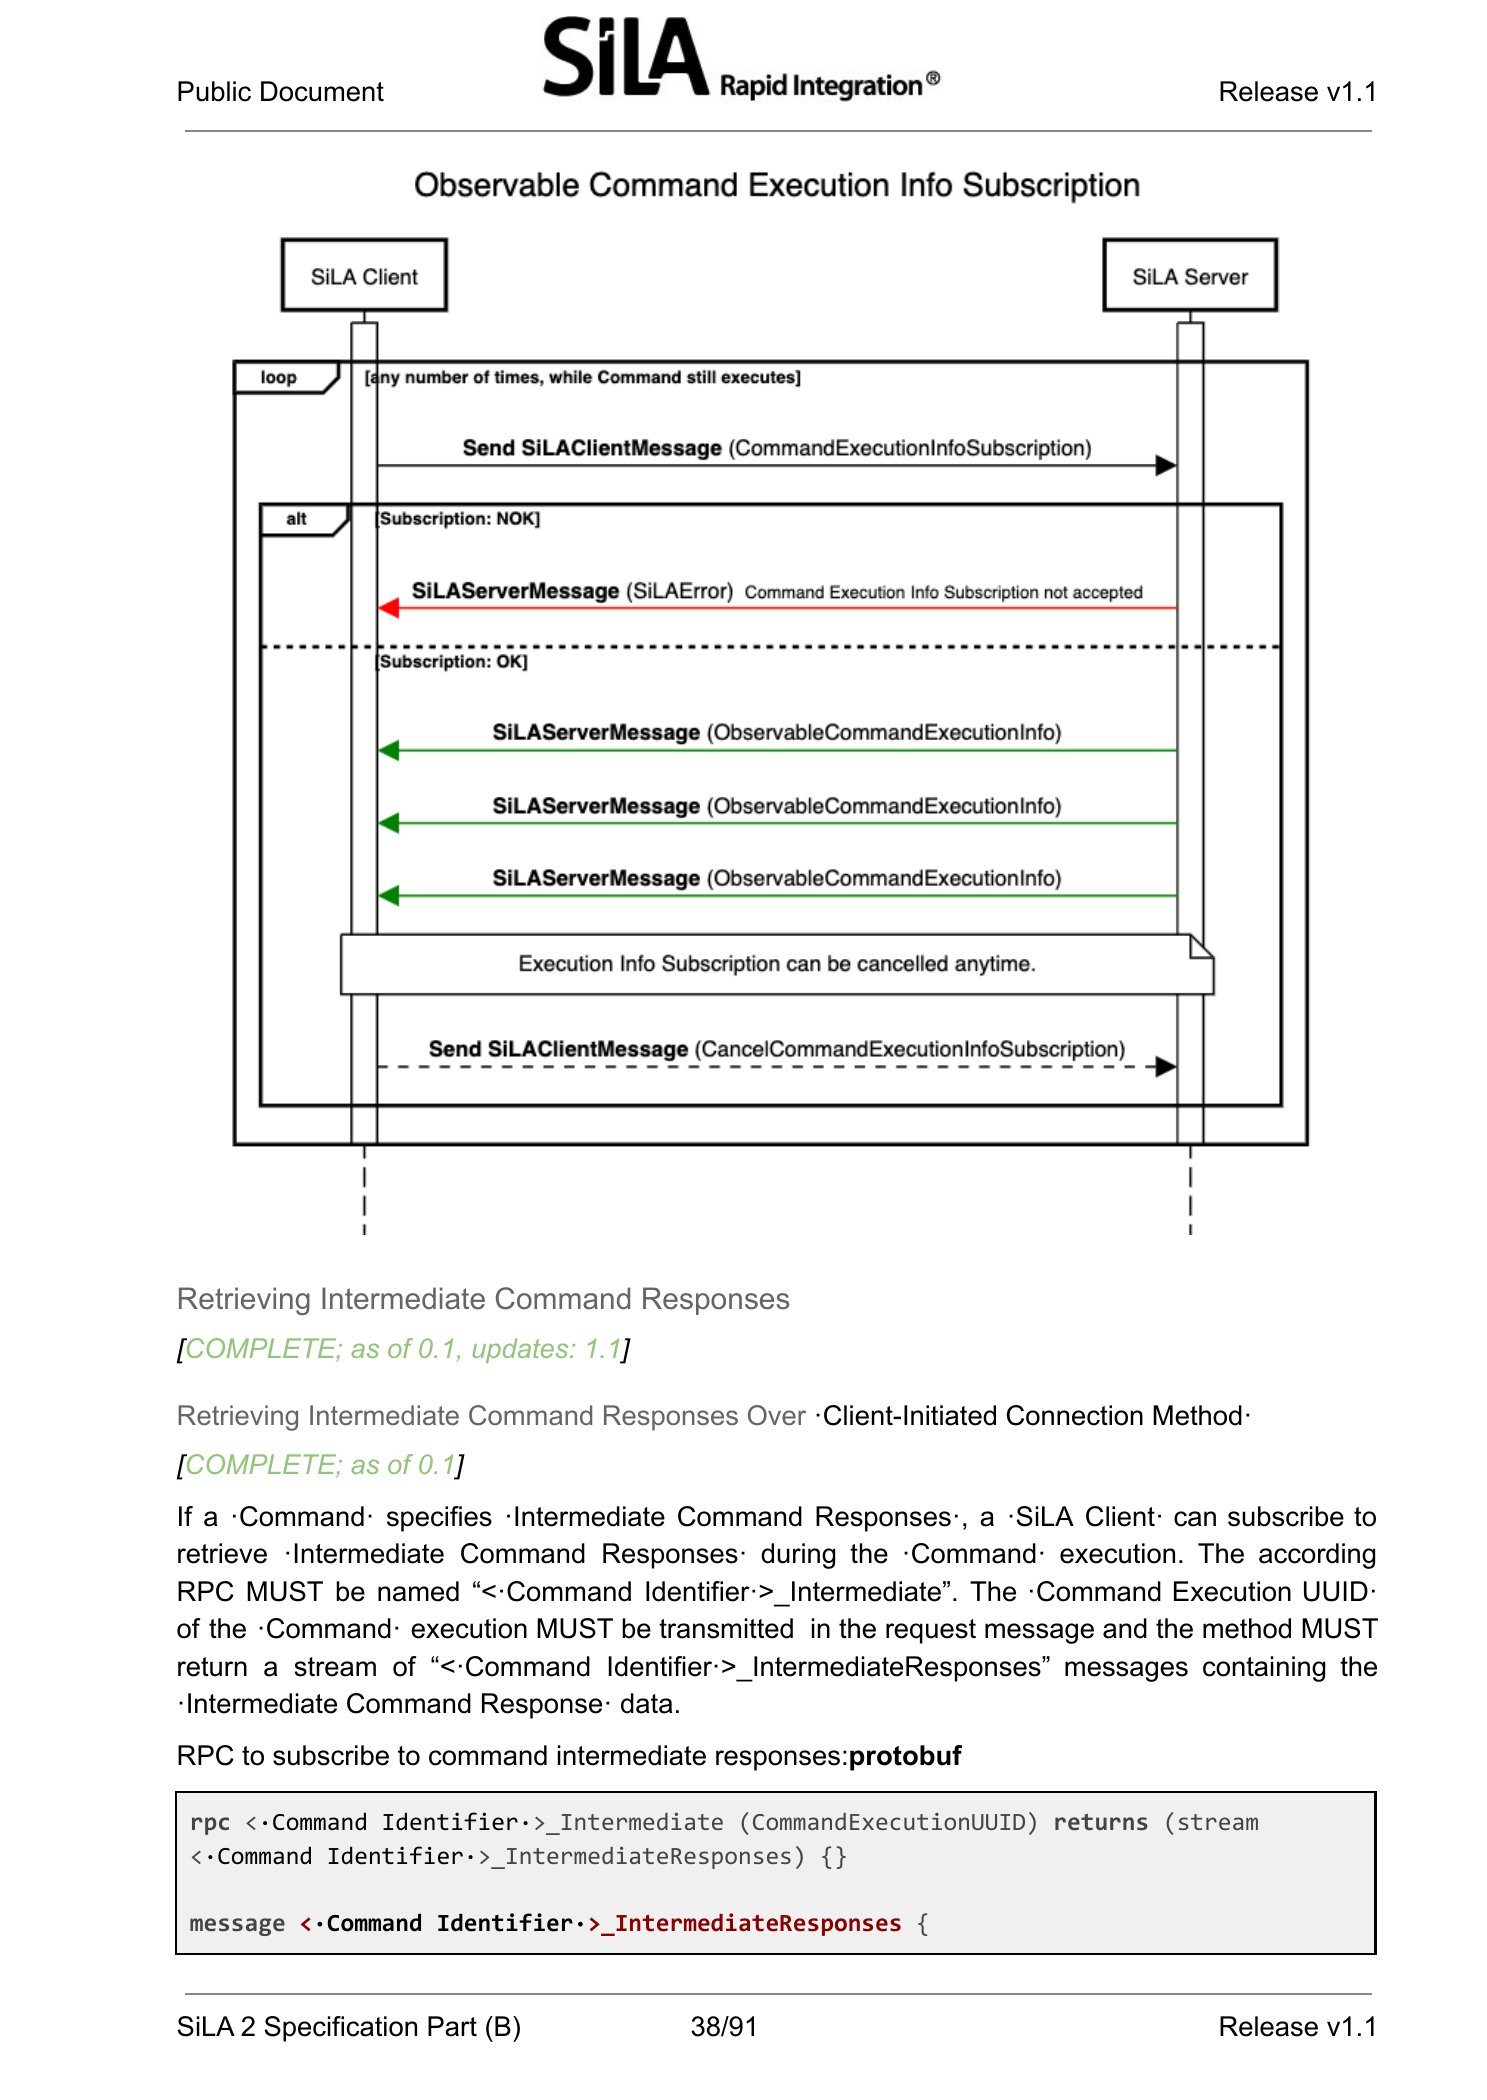 Public Document
SiLA Rapid Integration®
Release v1.1
Observable Command Execution Info Subscription
SiLA Client
SiLA Server
loop
[any number of times, while Command still executes]
Send SiLAClientMessage (CommandExecutionInfoSubscription)
alt
[Subscription: NOK]
SiLAServerMessage (SiLAError) Command Execution Info Subscription not accepted
[Subscription: OK]
SiLAServerMessage (ObservableCommandExecutionInfo)
SiLAServerMessage (ObservableCommandExecutionInfo)
SiLAServerMessage (ObservableCommandExecutionInfo)
Execution Info Subscription can be cancelled anytime.
Send SiLAClientMessage (CancelCommandExecutionInfoSubscription)
Retrieving Intermediate Command Responses
[COMPLETE; as of 0.1, updates: 1.1]
Retrieving Intermediate Command Responses Over ·Client-Initiated Connection Method·
[COMPLETE; as of 0.1]
If a ·Command· specifies ·Intermediate Command Responses·, a ·SiLA Client· can subscribe to
retrieve ·Intermediate Command Responses· during the ·Command· execution. The according
RPC MUST be named “<·Command Identifier·>_Intermediate”. The ·Command Execution UUID·
of the ·Command· execution MUST be transmitted in the request message and the method MUST
return a stream of “<·Command Identifier·>_IntermediateResponses” messages containing the
·Intermediate Command Response· data.
RPC to subscribe to command intermediate responses:protobuf
rpc <·Command Identifier·>_Intermediate (CommandExecutionUUID) returns (stream
<·Command Identifier·>_IntermediateResponses) {}
message <·Command Identifier·>_IntermediateResponses {
SiLA 2 Specification Part (B)
38/91
Release v1.1